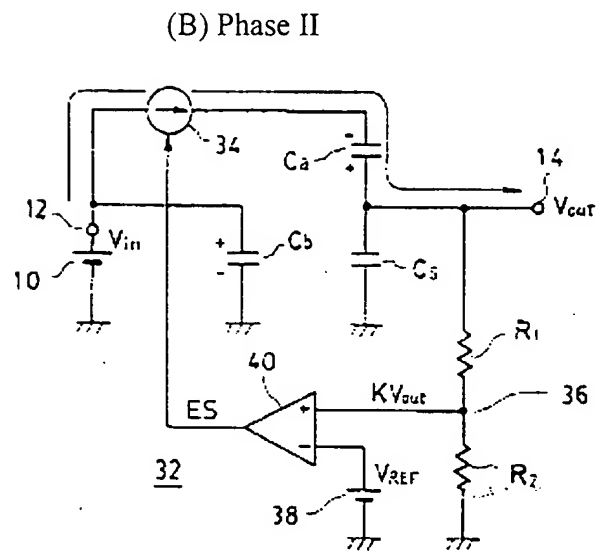 (B) Phase II
34
Ca
-
+
14
Vout
12
Vin
10
+
-
Cb
Cs
R1
40
ES
+
-
KVout
36
VREF
38
32
R2